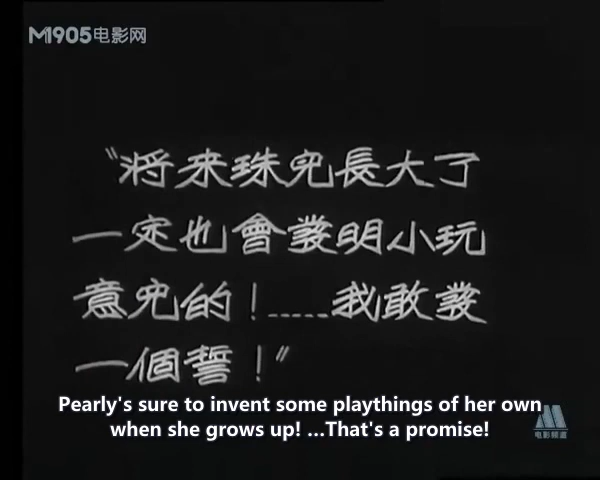 M1905电影网
〝將来珠兒長大了
一定也會發明小玩
意兒的！.....我敢發
一個誓！〞
Pearly's sure to invent some playthings of her own
when she grows up! ...That's a promise!
电影频道